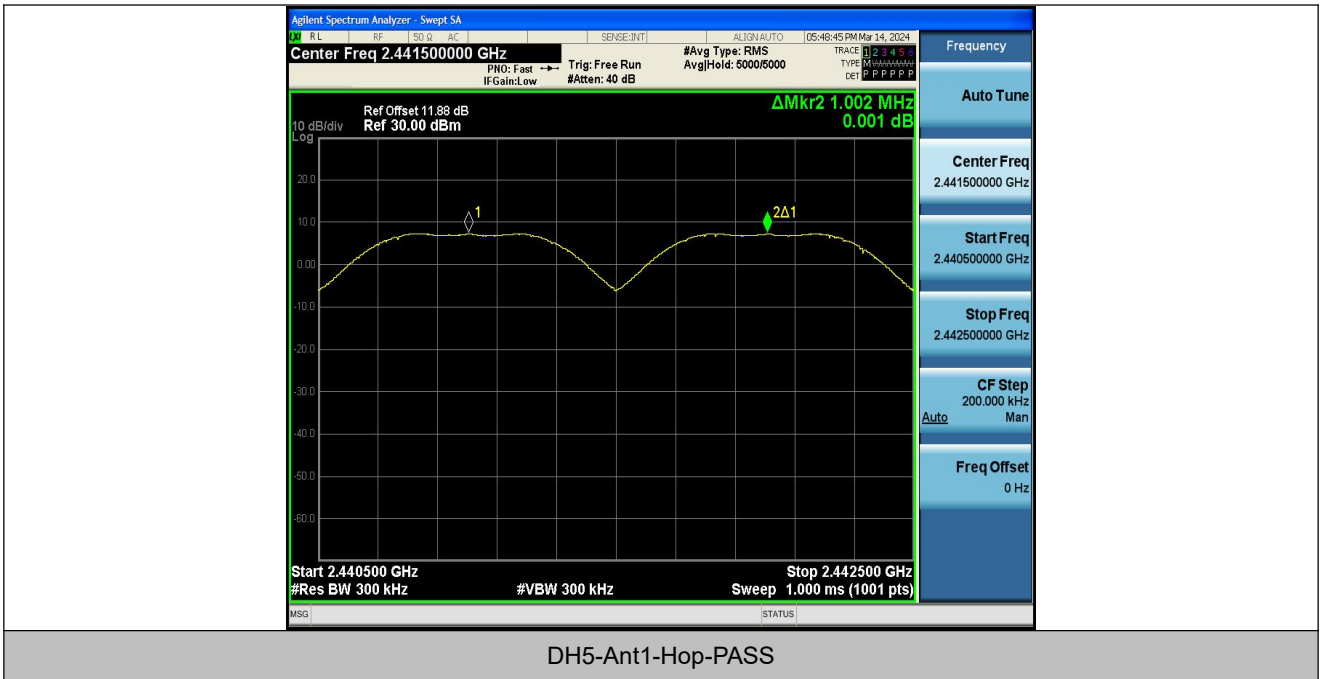 Agilent Spectrum Analyzer - Swept SA
LXI RL RF 50 Ω AC SENSE:INT ALIGNAUTO 05:48:45 PM Mar 14, 2024
Center Freq 2.441500000 GHz
PNO: Fast
IFGain:Low
Trig: Free Run
#Atten: 40 dB
#Avg Type: RMS
Avg|Hold: 5000/5000
TRACE 1 2 3 4 5 6
TYPE M
DET P P P P P P
Ref Offset 11.88 dB
10 dB/div Ref 30.00 dBm
Log
ΔMkr2 1.002 MHz
0.001 dB
20.0
10.0
0.00
-10.0
-20.0
-30.0
-40.0
-50.0
-60.0
1
2Δ1
Start 2.440500 GHz
Stop 2.442500 GHz
#Res BW 300 kHz #VBW 300 kHz Sweep 1.000 ms (1001 pts)
MSG STATUS
Frequency
Auto Tune
Center Freq
2.441500000 GHz
Start Freq
2.440500000 GHz
Stop Freq
2.442500000 GHz
CF Step
200.000 kHz
Auto Man
Freq Offset
0 Hz
DH5-Ant1-Hop-PASS